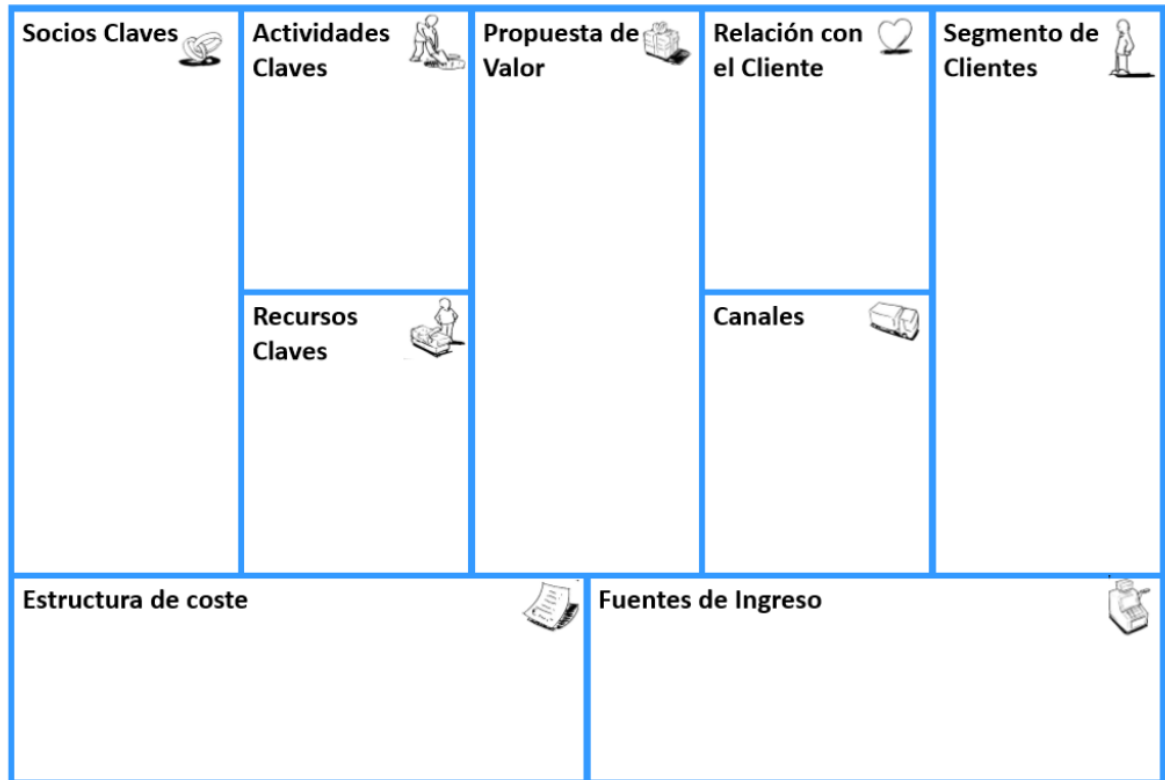 Socios Claves
Actividades
Claves
Propuesta de
Valor
Relación con
el Cliente
Segmento de
Clientes
Recursos
Claves
Canales
Estructura de coste
Fuentes de Ingreso